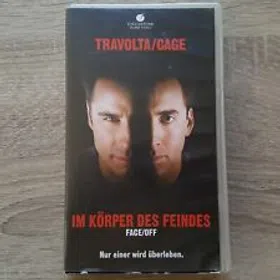 TRAVOLTA/CAGE
IM KÖRPER DES FEINDES
FACE/OFF
Nur einer wird überleben.